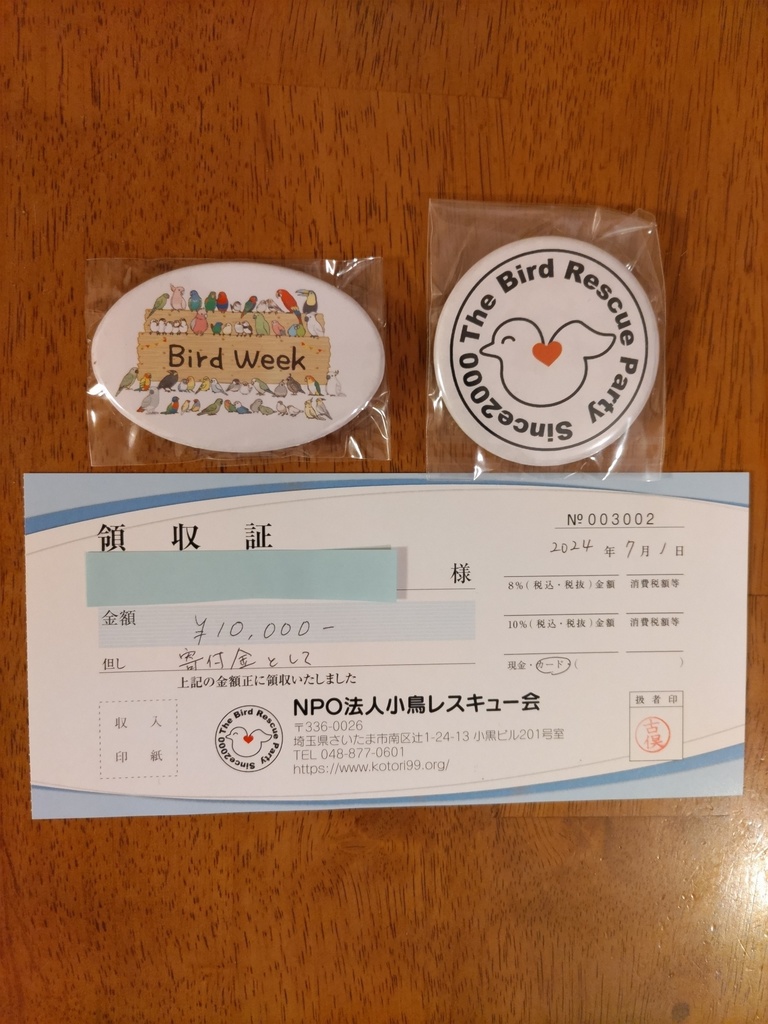 Bird Week
The Bird Rescue Party Since2000
領収証
№003002
2024年7月1日
様
金額 ¥10,000-
但し 寄付金として
上記の金額正に領収いたしました
8%(税込・税抜)金額 消費税額等
10%(税込・税抜)金額 消費税額等
現金・カード・( )
収入
印紙
The Bird Rescue Party Since2000
NPO法人小鳥レスキュー会
〒336-0026
埼玉県さいたま市南区辻1-24-13 小黒ビル201号室
TEL 048-877-0601
https://www.kotori99.org/
扱者印
古俣